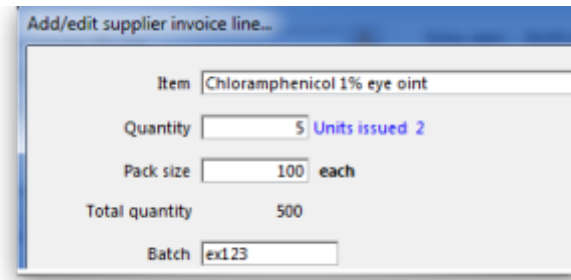 Add/edit supplier invoice line...
Item Chloramphenicol 1% eye oint
Quantity 5 Units issued 2
Pack size 100 each
Total quantity 500
Batch ex123